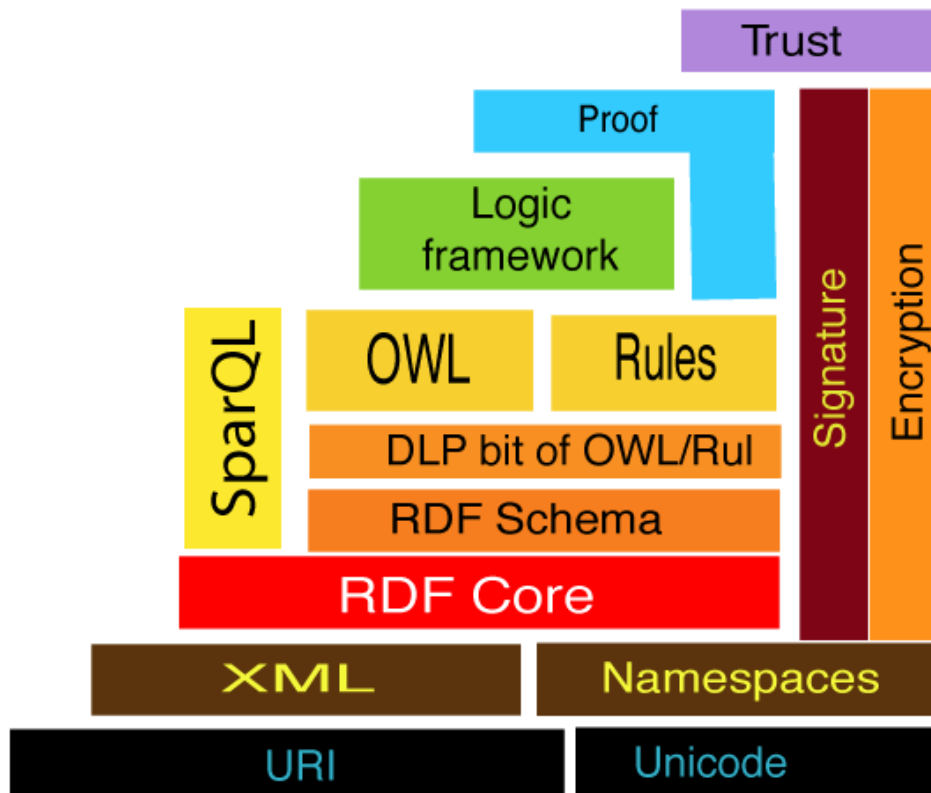 Trust
Proof
Logic
framework
Signature
Encryption
SparQL
OWL
Rules
DLP bit of OWL/Rul
RDF Schema
RDF Core
XML
Namespaces
URI
Unicode